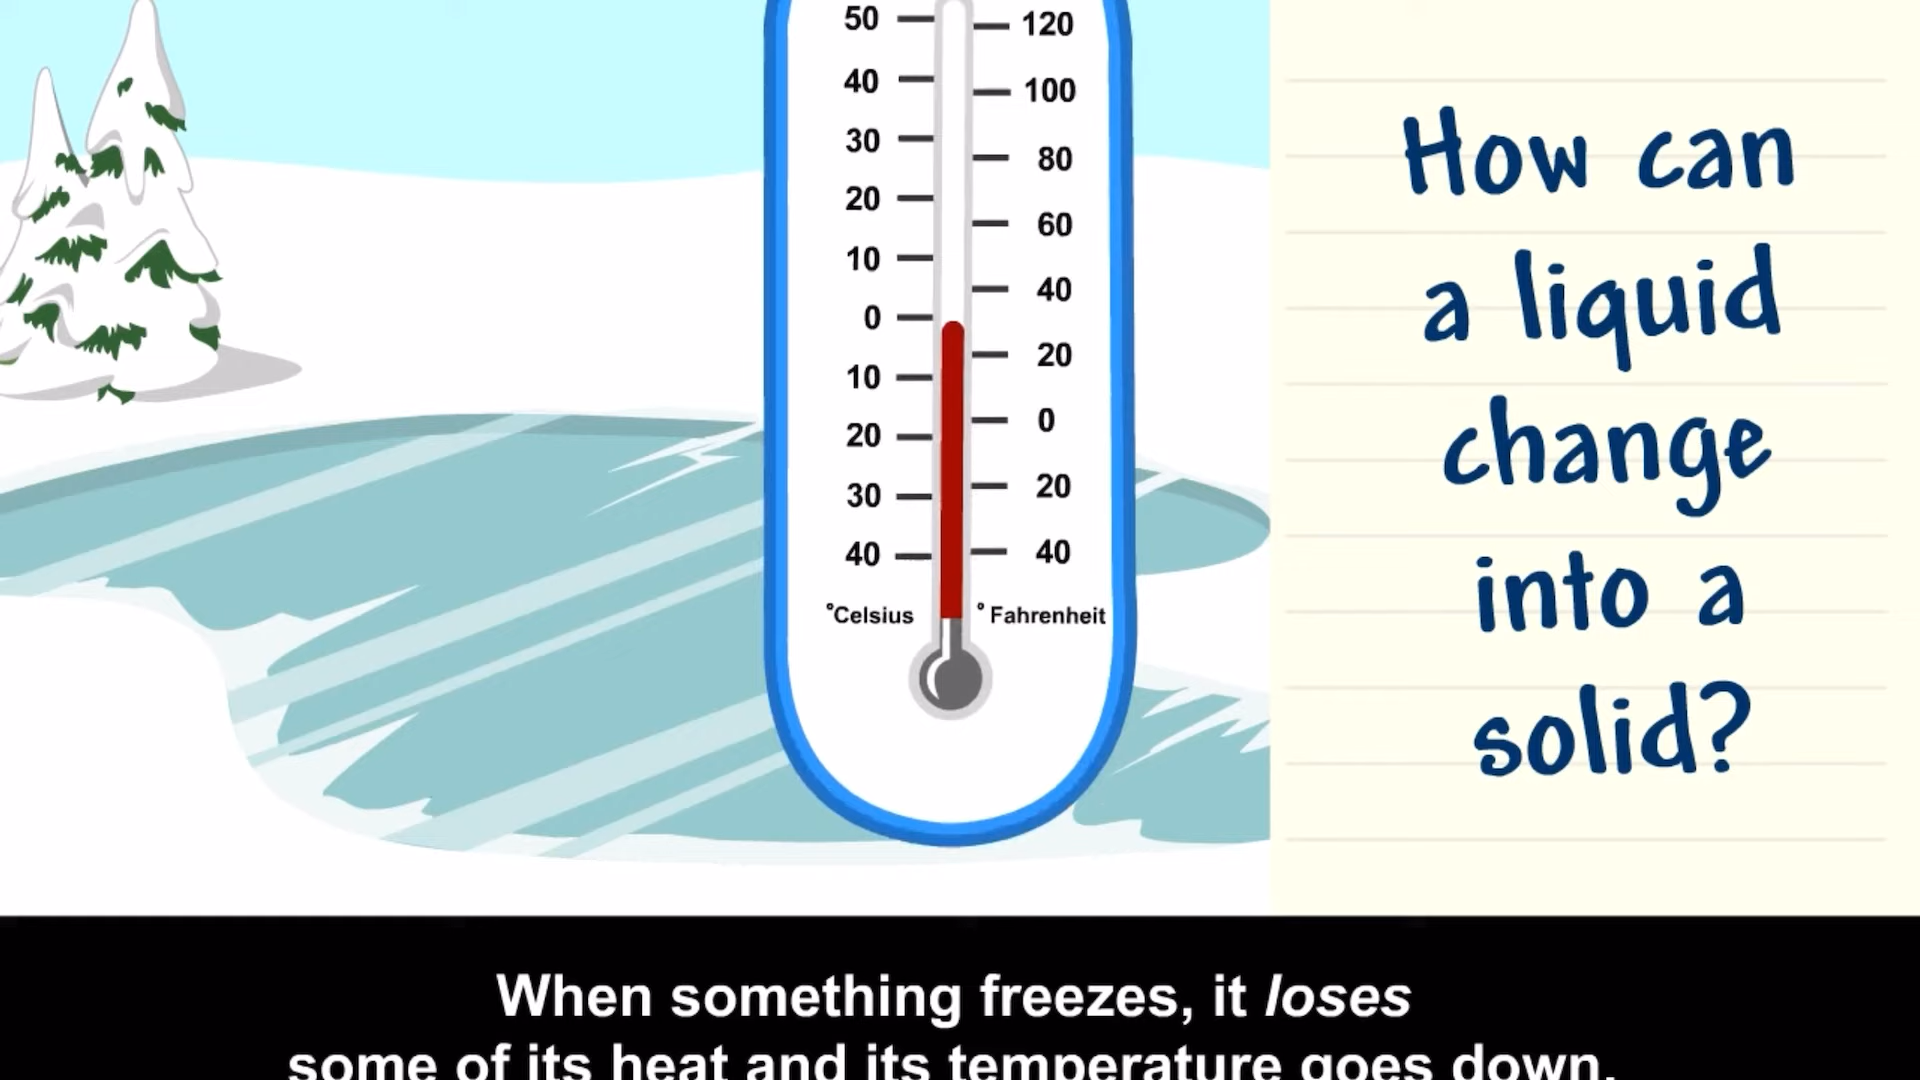 50 120
40 100
30 80
20 60
10 40
0
10 20
20 0
30 20
40 40
°Celsius ° Fahrenheit
How can
a liquid
change
into a
solid?
When something freezes, it loses
some of its heat and its temperature goes down.